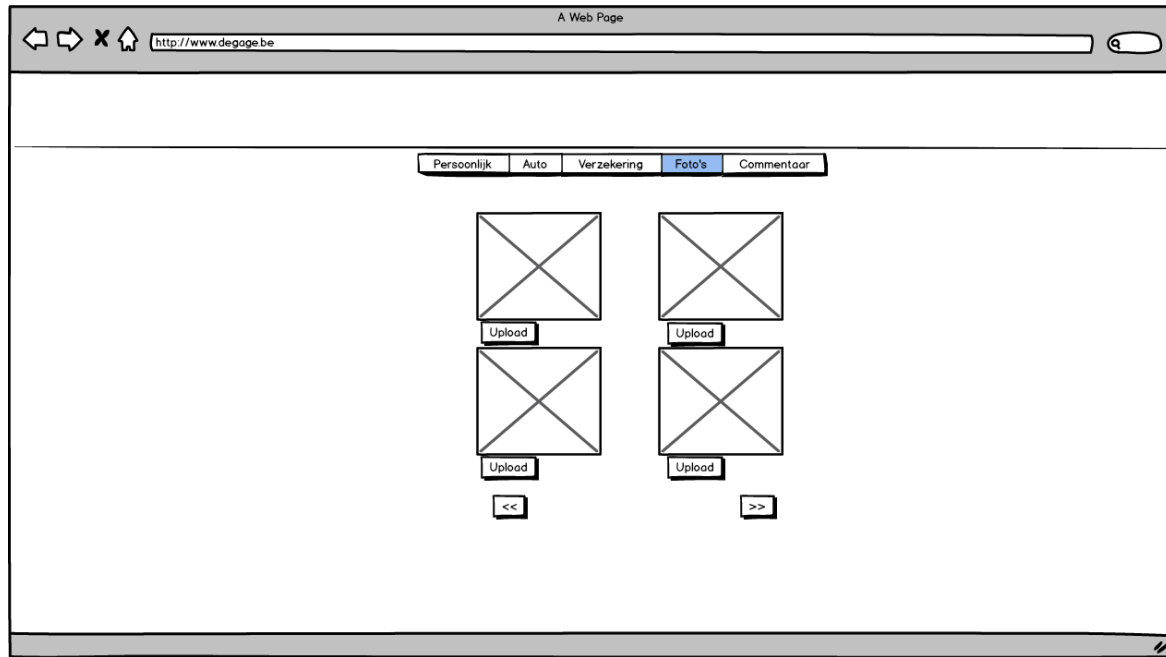 A Web Page
http://www.degage.be
Persoonlijk Auto Verzekering Foto's Commentaar
Upload Upload
Upload Upload
<< >>